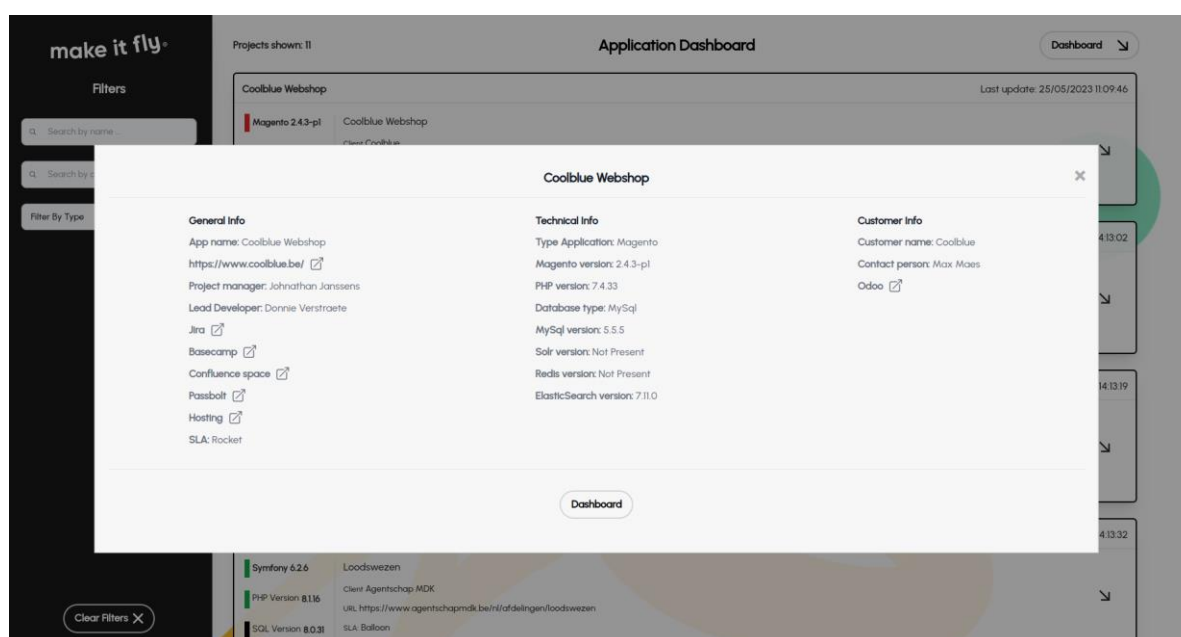 make it fly
Projects shown: 11
Application Dashboard
Dashboard
Filters
Coolblue Webshop
Last update: 25/05/2023 11:09:46
Search by name ..
Magento 2.4.3-p1
Coolblue Webshop
Client Coolblue
Search by
Filter By Type
Coolblue Webshop
General Info
App name: Coolblue Webshop
https://www.coolblue.be/
Project manager: Johnathan Janssens
Lead Developer: Donnie Verstraete
Jira
Basecamp
Confluence space
Passbolt
Hosting
SLA: Rocket
Technical Info
Type Application: Magento
Magento version: 2.4.3-p1
PHP version: 7.4.33
Database type: MySql
MySql version: 5.5.5
Solr version: Not Present
Redis version: Not Present
ElasticSearch version: 7.11.0
Customer Info
Customer name: Coolblue
Contact person: Max Maes
Odoo
Dashboard
4:13:02
14:13:19
4:13:32
Symfony 6.2.6
Loodswezen
Client Agentschap MDK
PHP Version 8.1.16
URL https://www.agentschapmdk.be/nl/afdelingen/loodswezen
SQL Version 8.0.31
SLA: Balloon
Clear Filters X